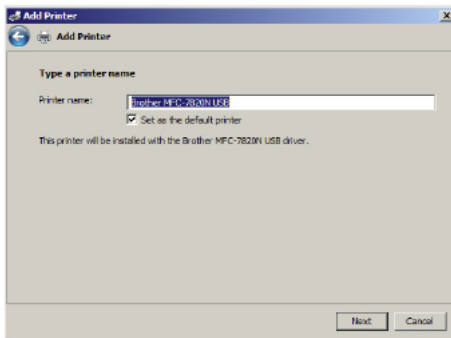 Add Printer
Add Printer
Type a printer name
Printer name: Brother MFC-7820N USB
Set as the default printer
This printer will be installed with the Brother MFC-7820N USB driver.
Next Cancel